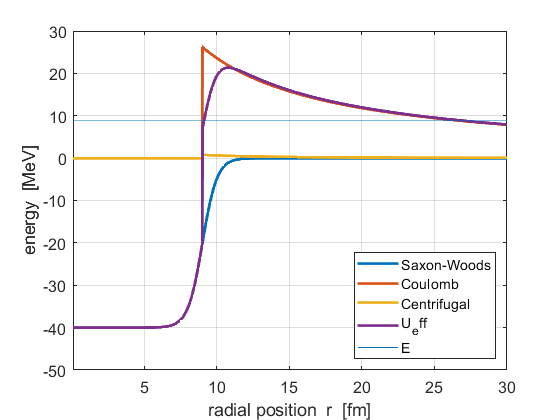 30
20
10
0
-10
-20
-30
-40
-50
energy [MeV]
5
10
15
20
25
30
radial position r [fm]
Saxon-Woods
Coulomb
Centrifugal
U_eff
E